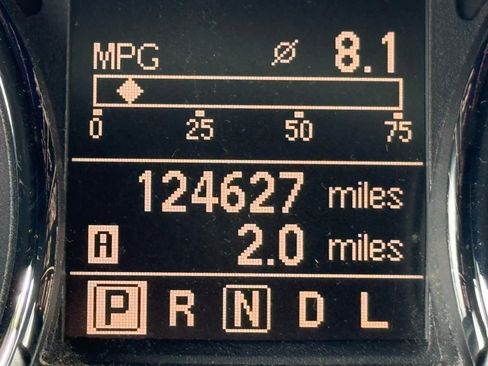 MPG ⌀ 8.1
0 25 50 75
124627 miles
A 2.0 miles
P R N D L